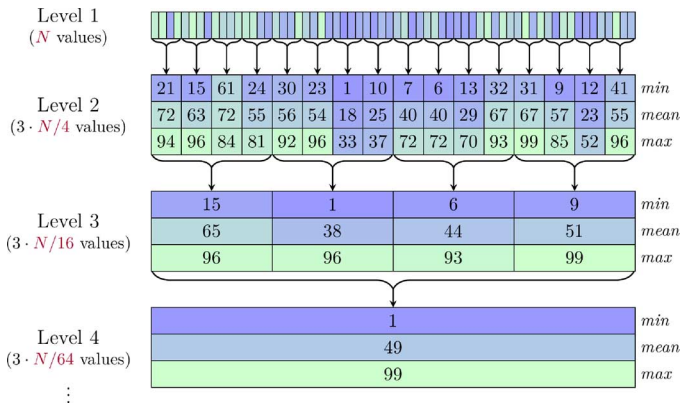 Level 1
(N values)
21 15 61 24 30 23 1 10 7 6 13 32 31 9 12 41 min
Level 2
72 63 72 55 56 54 18 25 40 40 29 67 67 57 23 55 mean
(3 · N/4 values)
94 96 84 81 92 96 33 37 72 72 70 93 99 85 52 96 max
15 1 6 9 min
Level 3
65 38 44 51 mean
(3 · N/16 values)
96 96 93 99 max
1 min
Level 4
49 mean
(3 · N/64 values)
99 max
⋮